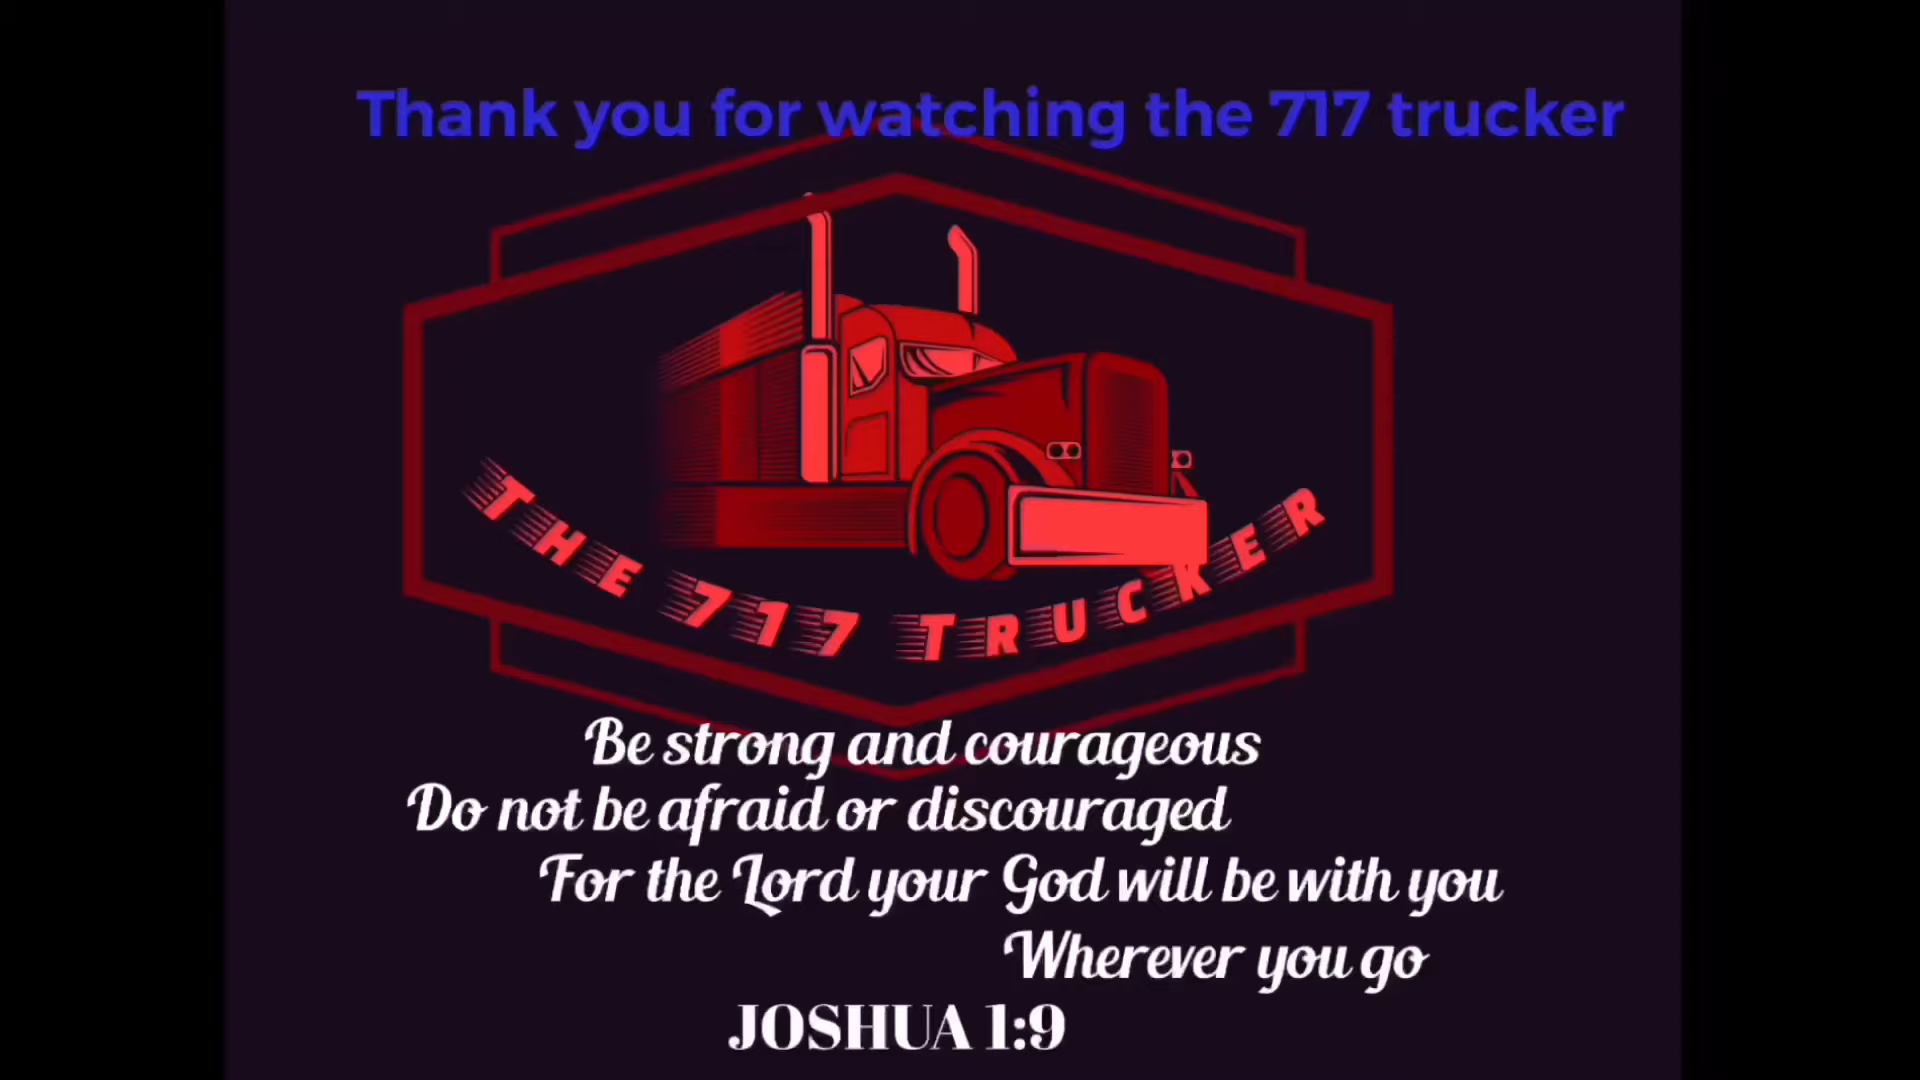 Thank you for watching the 717 trucker
THE 717 TRUCKER
Be strong and courageous
Do not be afraid or discouraged
For the Lord your God will be with you
Wherever you go
JOSHUA 1:9